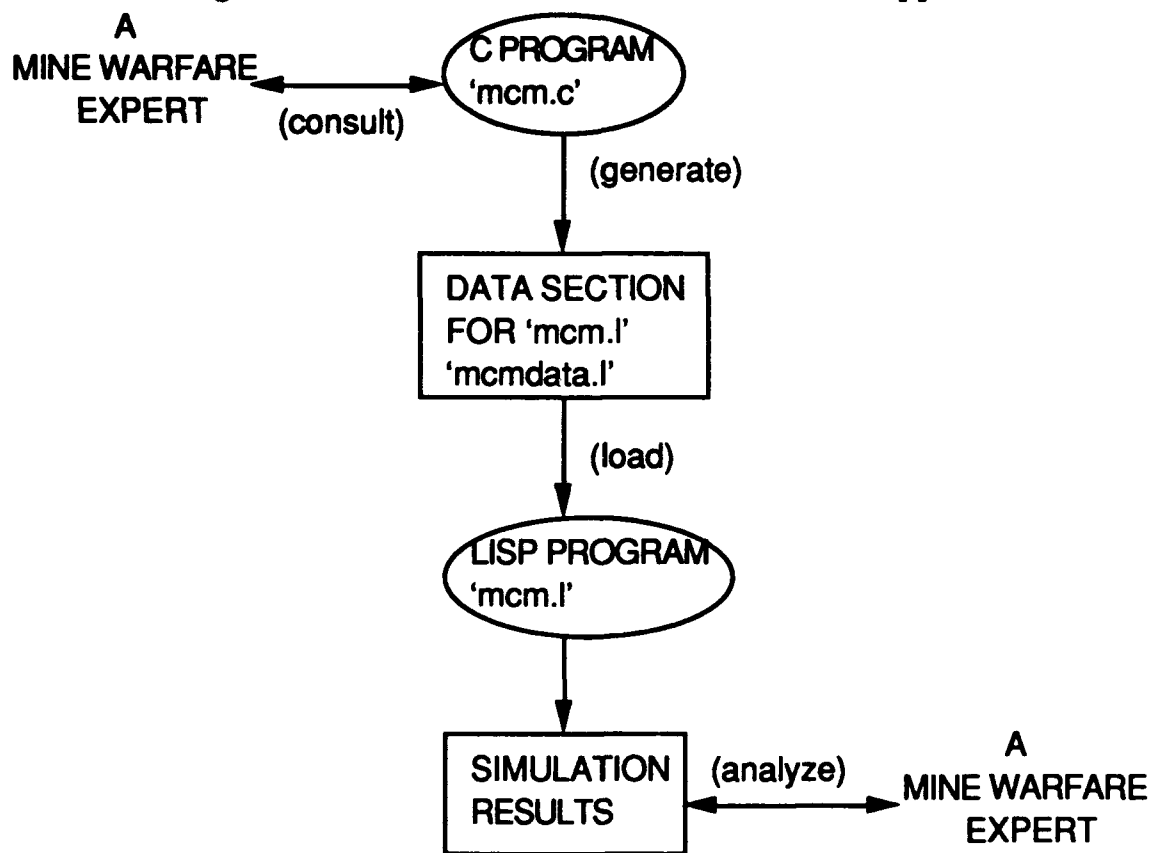 A
MINE WARFARE
EXPERT
(consult)
C PROGRAM
'mcm.c'
(generate)
DATA SECTION
FOR 'mcm.l'
'mcmdata.l'
(load)
LISP PROGRAM
'mcm.l'
SIMULATION
RESULTS
(analyze)
A
MINE WARFARE
EXPERT